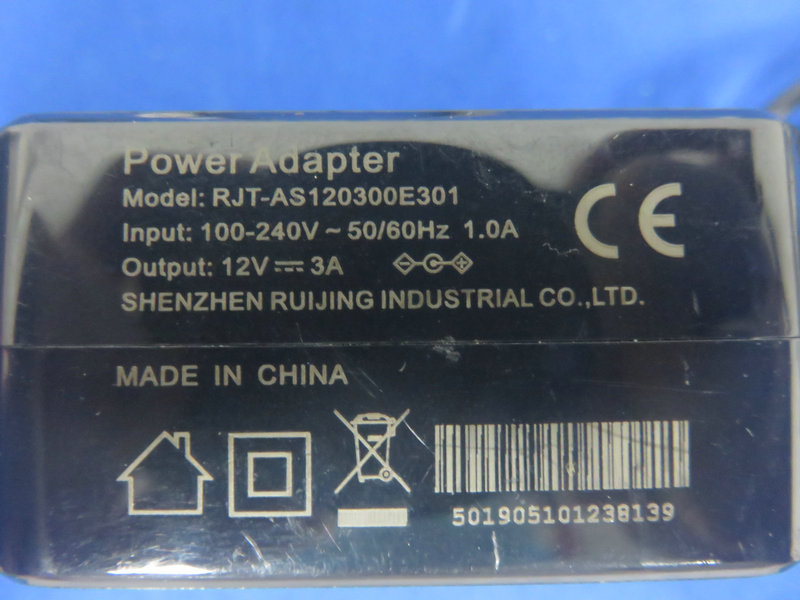 Power Adapter
Model: RJT-AS120300E301
Input: 100-240V ~ 50/60Hz 1.0A
Output: 12V ⎓ 3A
CE
SHENZHEN RUIJING INDUSTRIAL CO.,LTD.
MADE IN CHINA
501905101238139